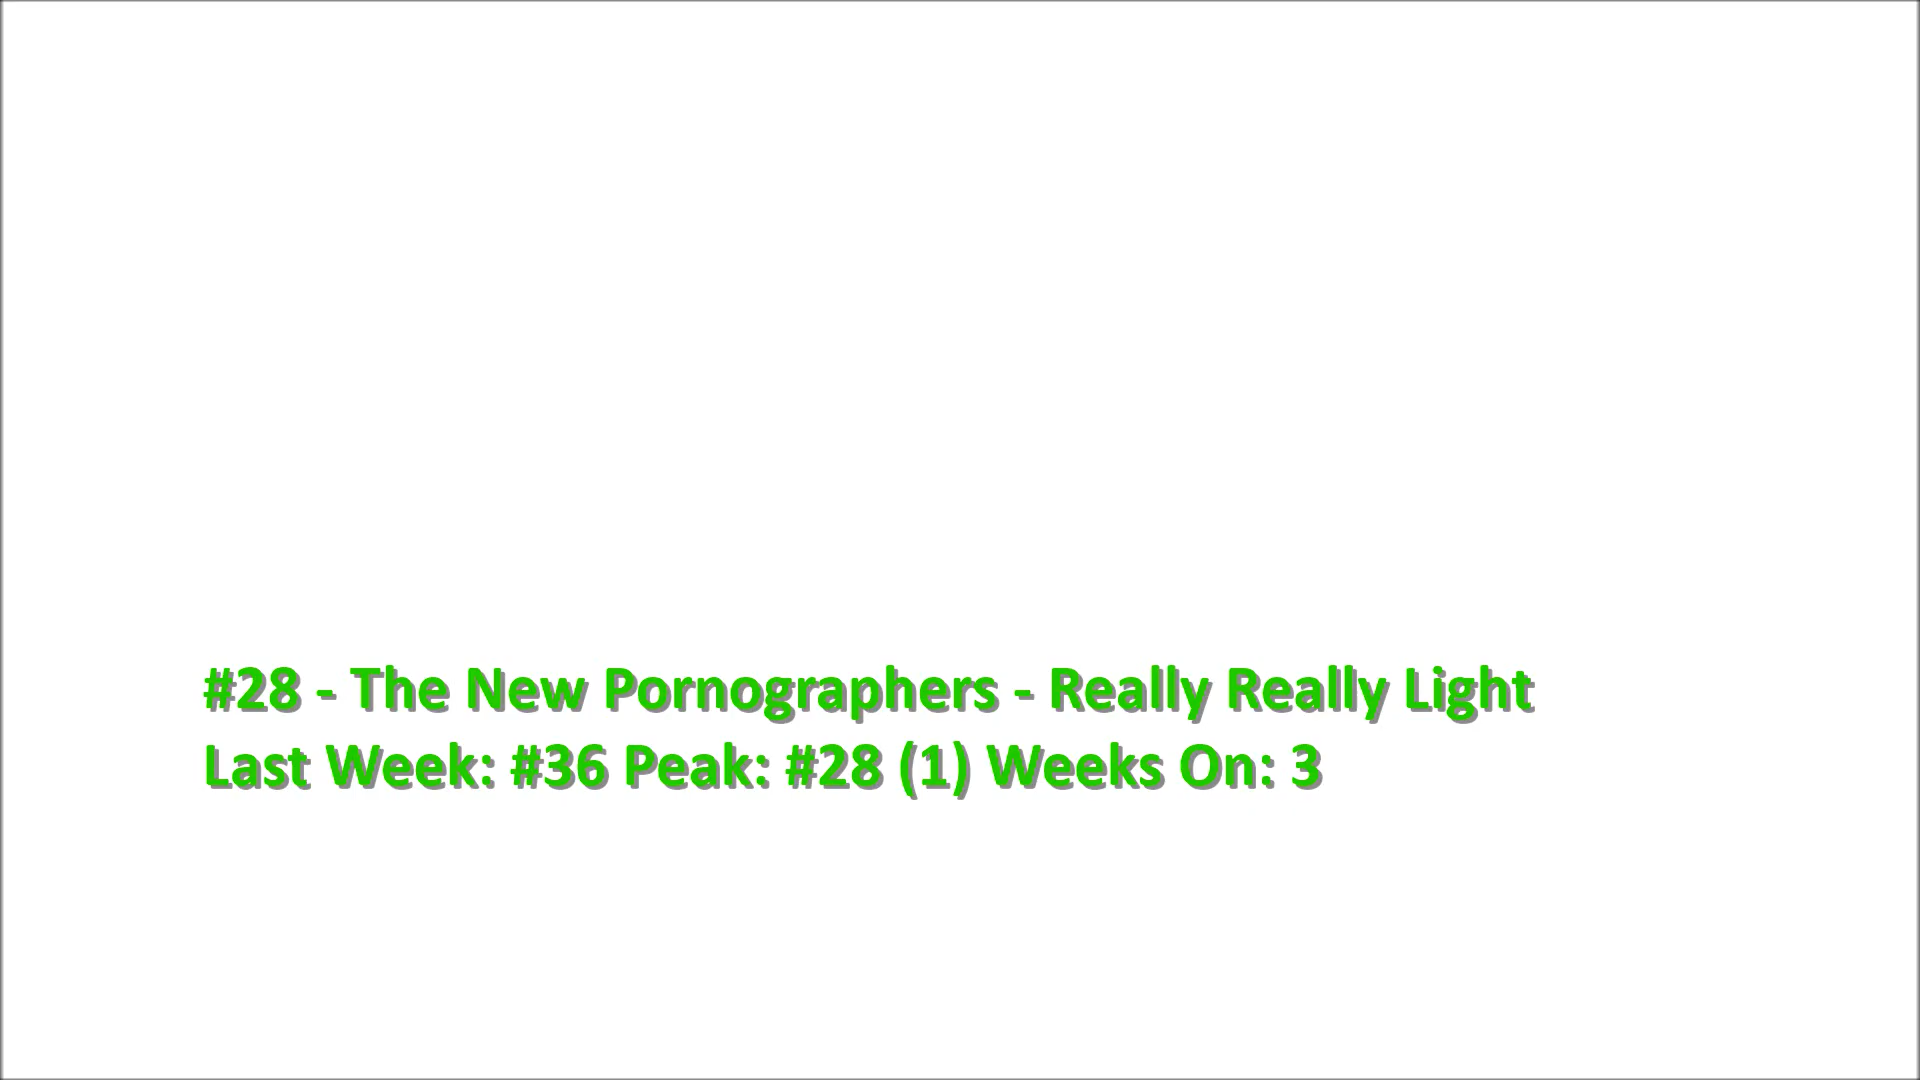 #28 - The New Pornographers - Really Really Light
Last Week: #36 Peak: #28 (1) Weeks On: 3